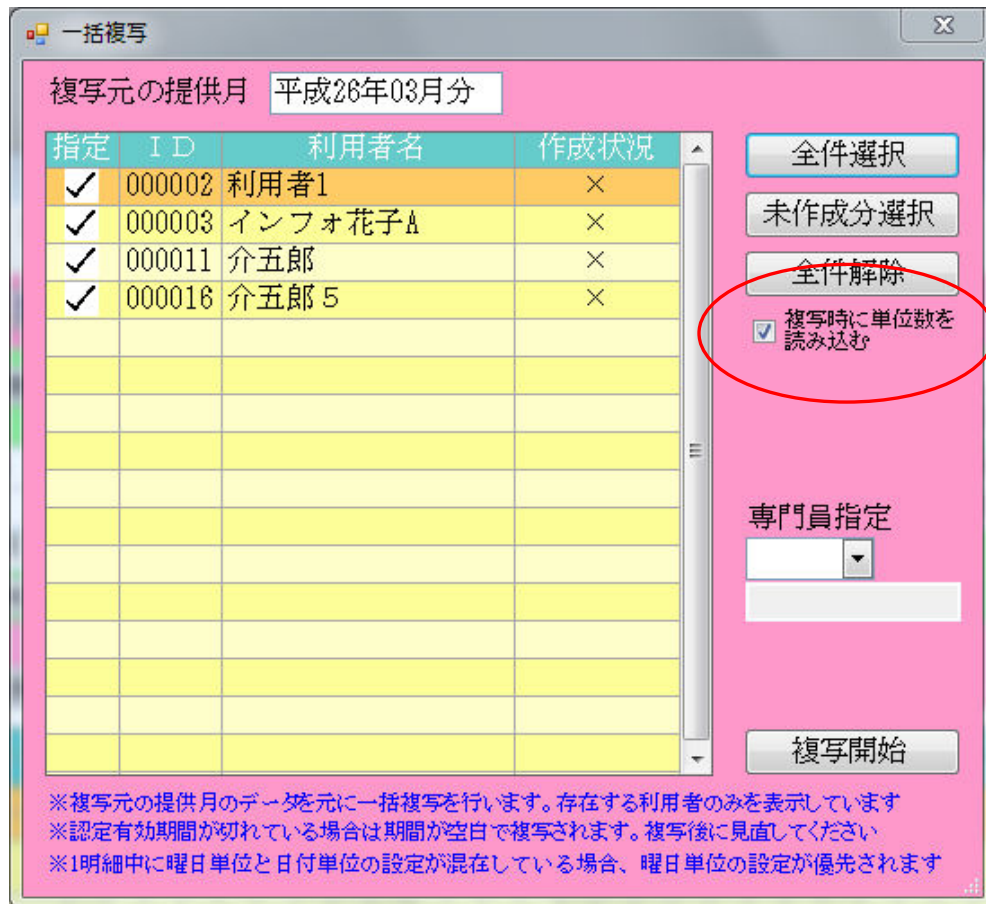 一括複写
複写元の提供月 平成26年03月分
指定 ＩＤ 利用者名 作成状況
✓ 000002 利用者1 ×
✓ 000003 インフォ花子A ×
✓ 000011 介五郎 ×
✓ 000016 介五郎５ ×
全件選択
未作成分選択
全件解除
複写時に単位数を
読み込む
専門員指定
複写開始
※複写元の提供月のデータを元に一括複写を行います。存在する利用者のみを表示しています
※認定有効期間が切れている場合は期間が空白で複写されます。複写後に見直してください
※1明細中に曜日単位と日付単位の設定が混在している場合、曜日単位の設定が優先されます